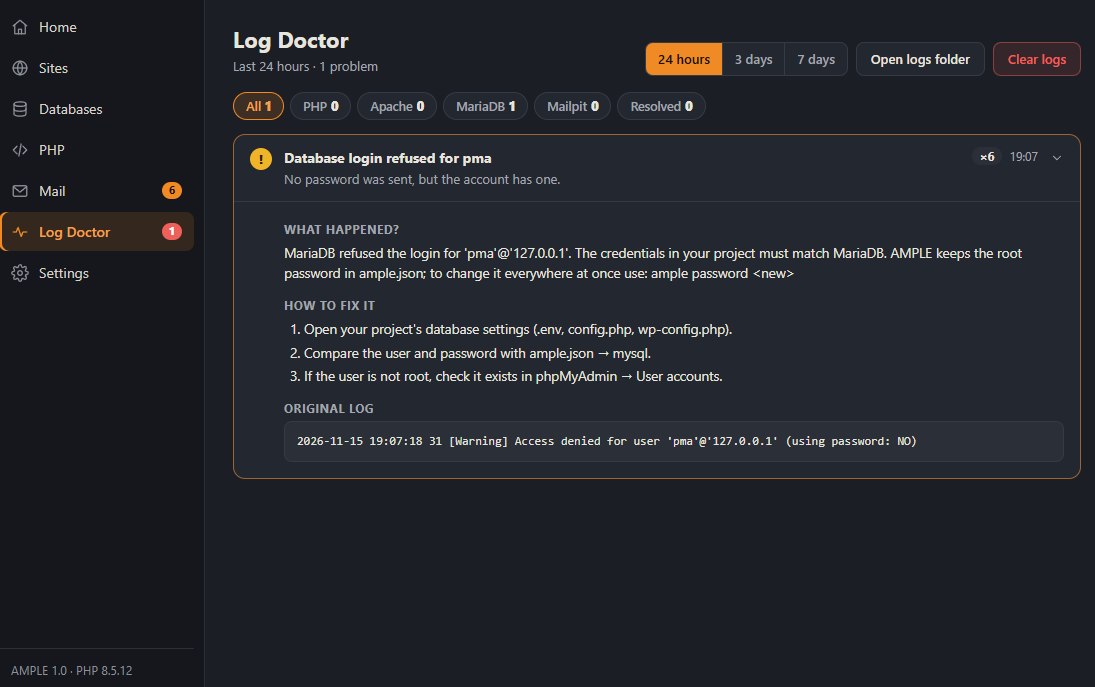 Home
Sites
Databases
PHP
Mail 6
Log Doctor 1
Settings
AMPLE 1.0 · PHP 8.5.12
Log Doctor
Last 24 hours · 1 problem
24 hours 3 days 7 days Open logs folder Clear logs
All 1 PHP 0 Apache 0 MariaDB 1 Mailpit 0 Resolved 0
! Database login refused for pma ×6 19:07
No password was sent, but the account has one.
WHAT HAPPENED?
MariaDB refused the login for 'pma'@'127.0.0.1'. The credentials in your project must match MariaDB. AMPLE keeps the root
password in ample.json; to change it everywhere at once use: ample password <new>
HOW TO FIX IT
1. Open your project's database settings (.env, config.php, wp-config.php).
2. Compare the user and password with ample.json → mysql.
3. If the user is not root, check it exists in phpMyAdmin → User accounts.
ORIGINAL LOG
2026-11-15 19:07:18 31 [Warning] Access denied for user 'pma'@'127.0.0.1' (using password: NO)